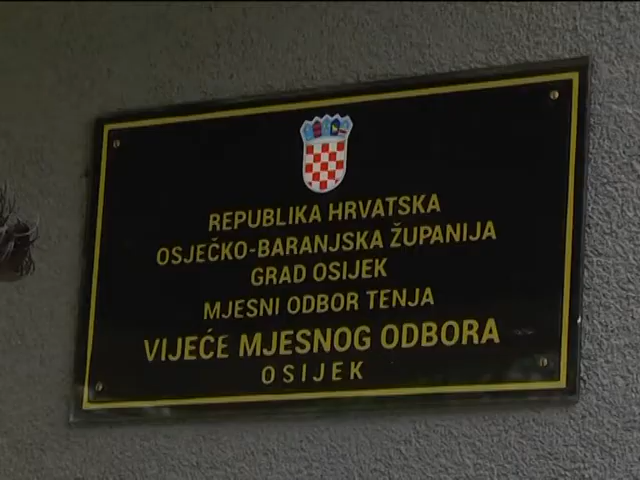 REPUBLIKA HRVATSKA
OSJEČKO-BARANJSKA ŽUPANIJA
GRAD OSIJEK
MJESNI ODBOR TENJA
VIJEĆE MJESNOG ODBORA
OSIJEK